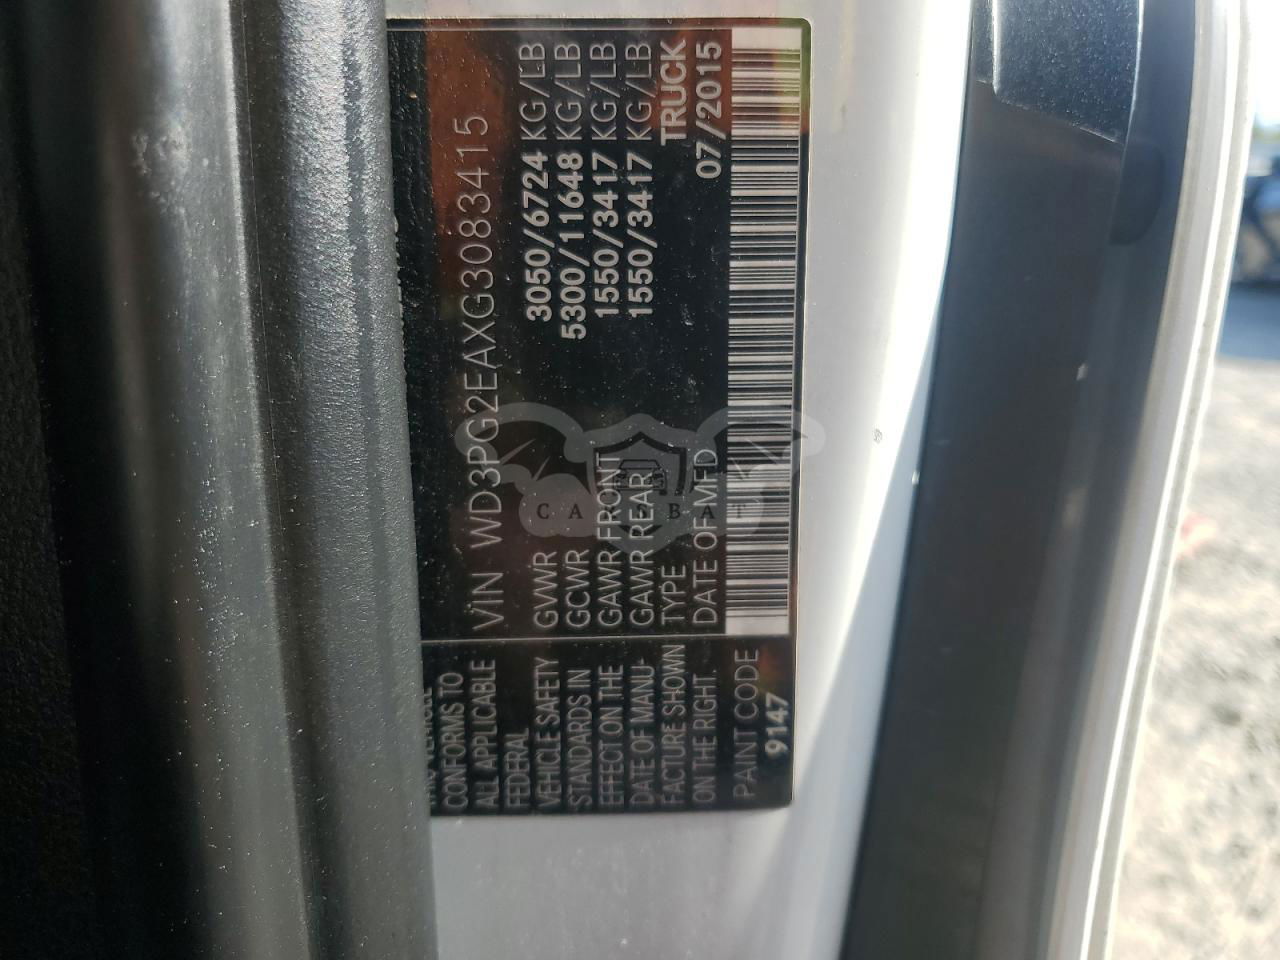 VIN WD3PG2EAXG3083415
GVWR 3050/6724 KG/LB
GCWR 5300/11648 KG/LB
GAWR FRONT 1550/3417 KG/LB
GAWR REAR 1550/3417 KG/LB
TYPE TRUCK
DATE OF MFD 07/2015
CONFORMS TO
ALL APPLICABLE
FEDERAL
VEHICLE SAFETY
STANDARDS IN
EFFECT ON THE
DATE OF MANU-
FACTURE SHOWN
ON THE RIGHT.
PAINT CODE
9147
CARSBAT